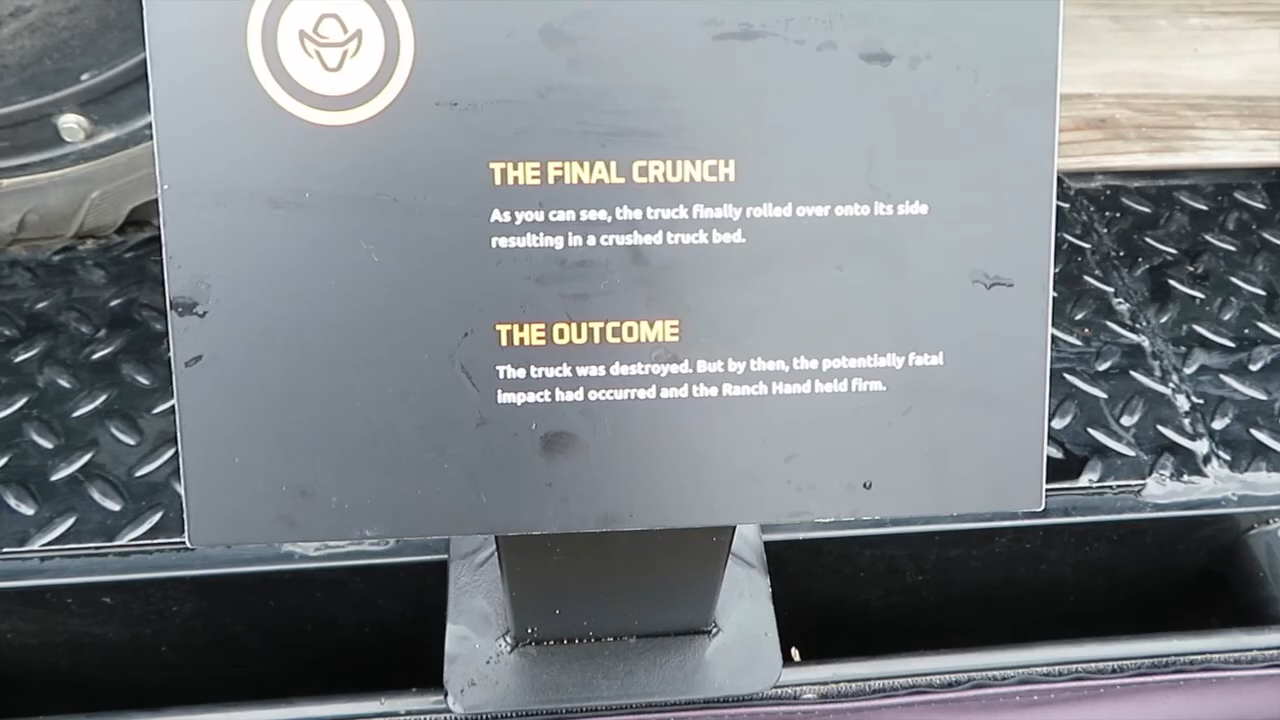 THE FINAL CRUNCH
As you can see, the truck finally rolled over onto its side
resulting in a crushed truck bed.
THE OUTCOME
The truck was destroyed. But by then, the potentially fatal
impact had occurred and the Ranch Hand held firm.